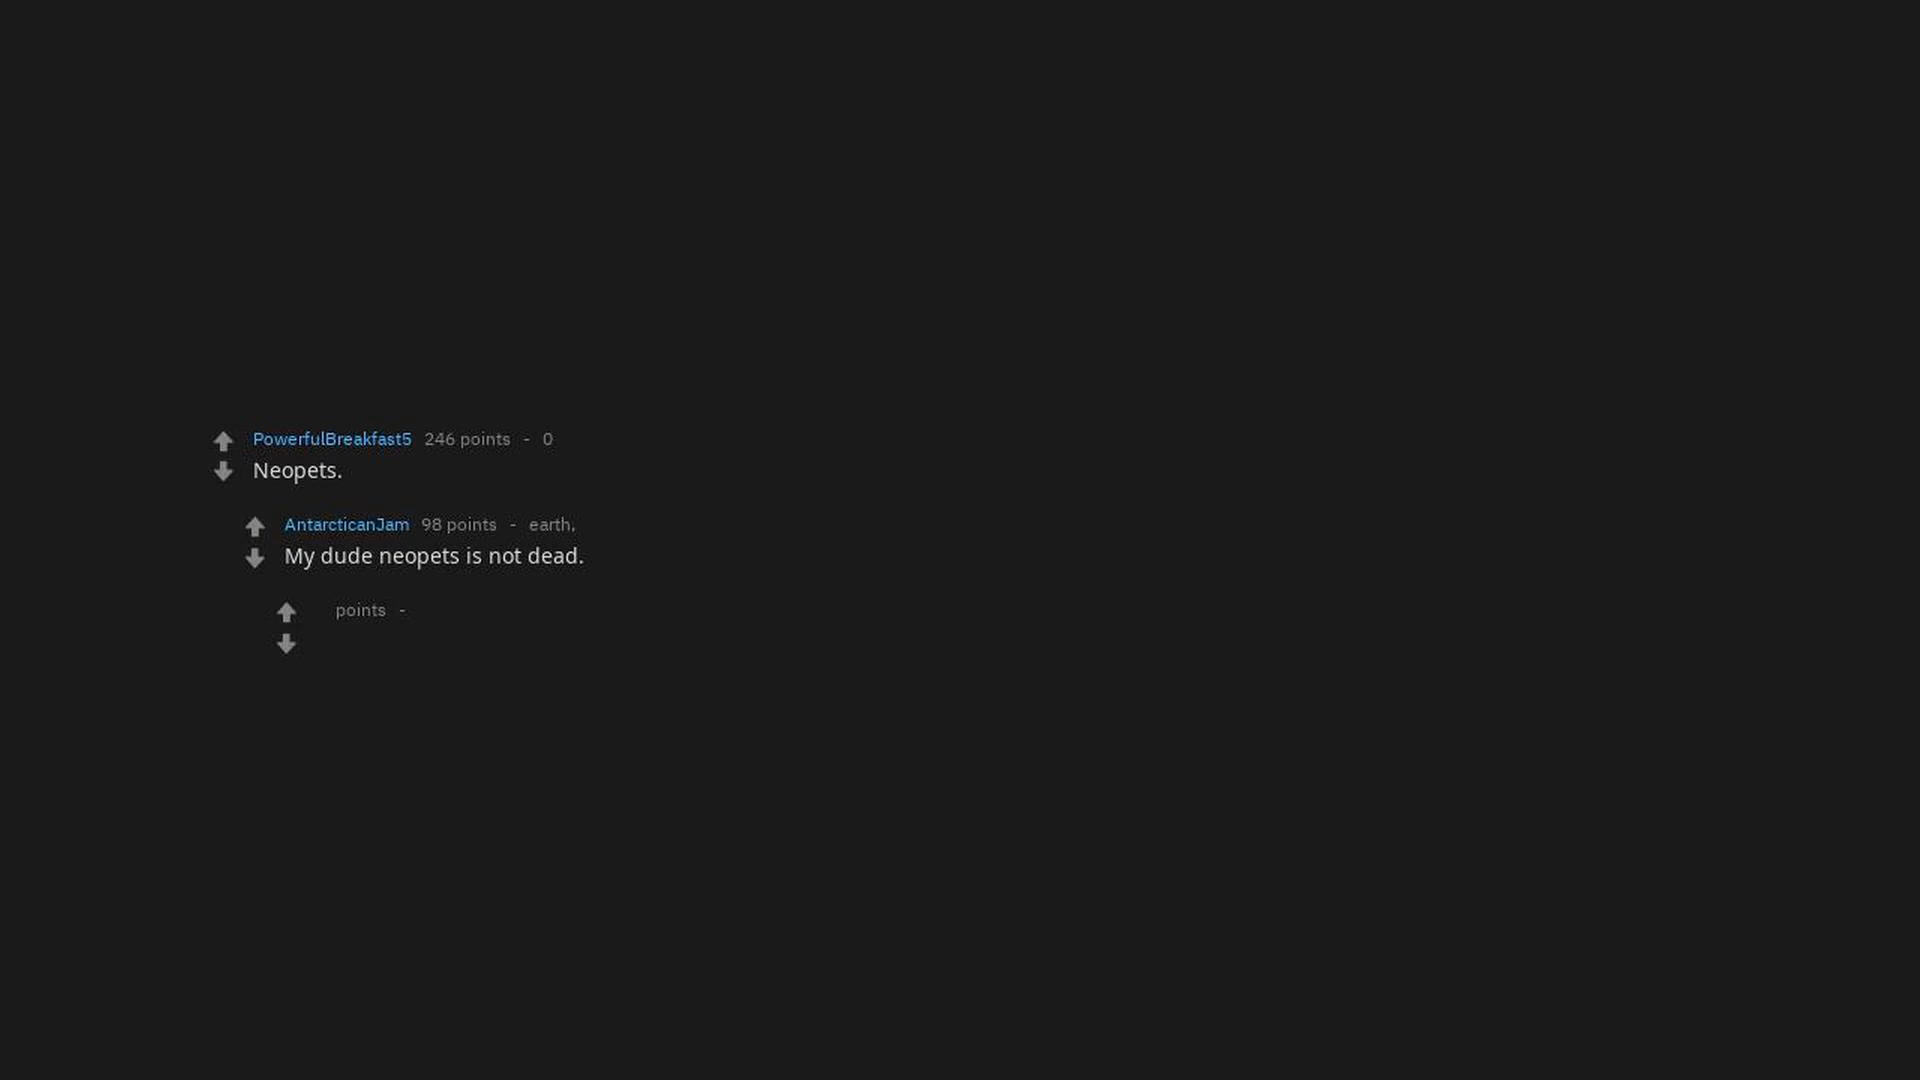 PowerfulBreakfast5 246 points - 0
Neopets.
AntarcticanJam 98 points - earth,
My dude neopets is not dead.
points -